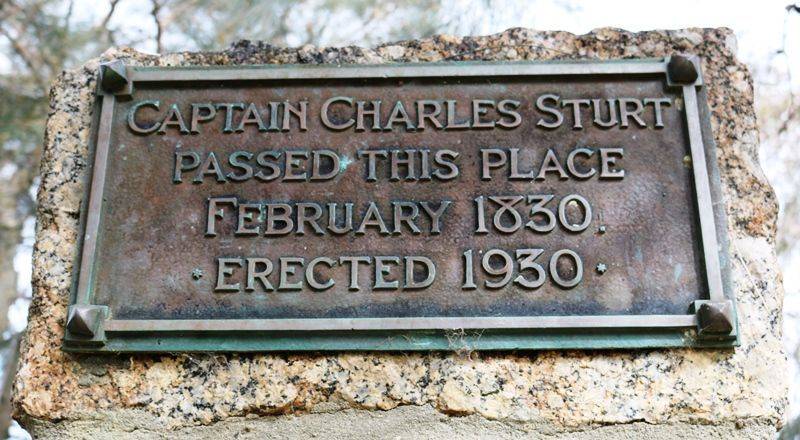 CAPTAIN CHARLES STURT
PASSED THIS PLACE
FEBRUARY 1830.
· ERECTED 1930 ·